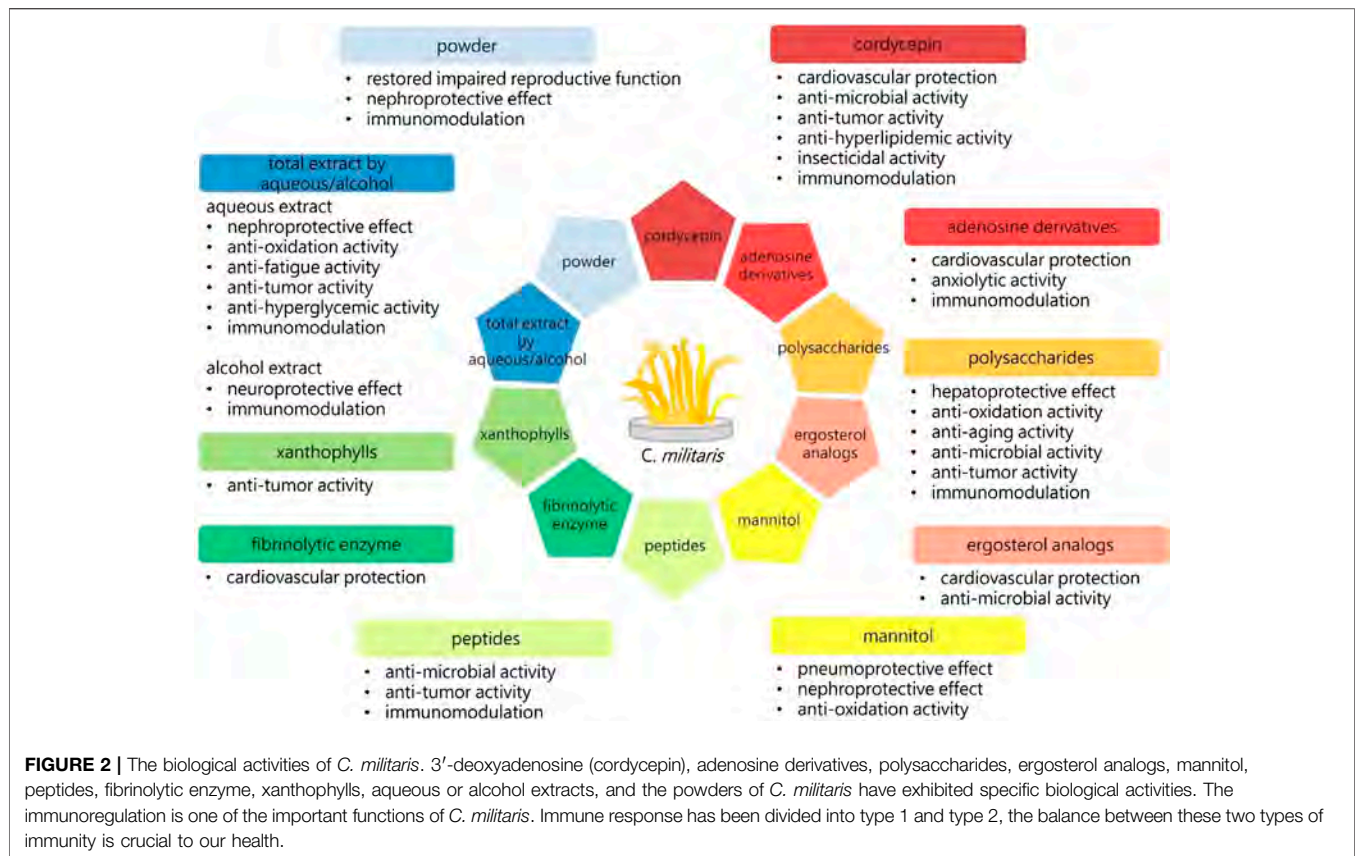 powder
• restored impaired reproductive function
• nephroprotective effect
• immunomodulation
cordycepin
• cardiovascular protection
• anti-microbial activity
• anti-tumor activity
• anti-hyperlipidemic activity
• insecticidal activity
• immunomodulation
total extract by
aqueous/alcohol
aqueous extract
• nephroprotective effect
• anti-oxidation activity
• anti-fatigue activity
• anti-tumor activity
• anti-hyperglycemic activity
• immunomodulation
alcohol extract
• neuroprotective effect
• immunomodulation
xanthophylls
• anti-tumor activity
fibrinolytic enzyme
• cardiovascular protection
peptides
• anti-microbial activity
• anti-tumor activity
• immunomodulation
cordycepin
adenosine
derivatives
polysaccharides
ergosterol
analogs
mannitol
peptides
fibrinolytic
enzyme
xanthophylls
total extract
by
aqueous/alcohol
powder
C. militaris
adenosine derivatives
• cardiovascular protection
• anxiolytic activity
• immunomodulation
polysaccharides
• hepatoprotective effect
• anti-oxidation activity
• anti-aging activity
• anti-microbial activity
• anti-tumor activity
• immunomodulation
ergosterol analogs
• cardiovascular protection
• anti-microbial activity
mannitol
• pneumoprotective effect
• nephroprotective effect
• anti-oxidation activity
FIGURE 2 | The biological activities of C. militaris. 3′-deoxyadenosine (cordycepin), adenosine derivatives, polysaccharides, ergosterol analogs, mannitol,
peptides, fibrinolytic enzyme, xanthophylls, aqueous or alcohol extracts, and the powders of C. militaris have exhibited specific biological activities. The
immunoregulation is one of the important functions of C. militaris. Immune response has been divided into type 1 and type 2, the balance between these two types of
immunity is crucial to our health.